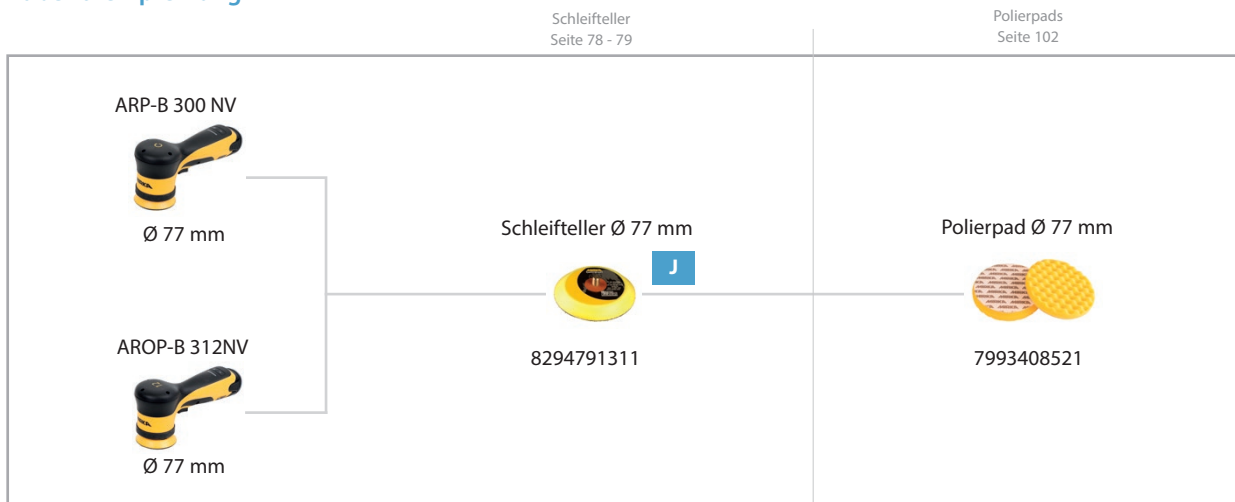 Schleifteller
Seite 78 - 79
Polierpads
Seite 102
ARP-B 300 NV
Ø 77 mm
AROP-B 312NV
Ø 77 mm
Schleifteller Ø 77 mm
J
8294791311
Polierpad Ø 77 mm
7993408521